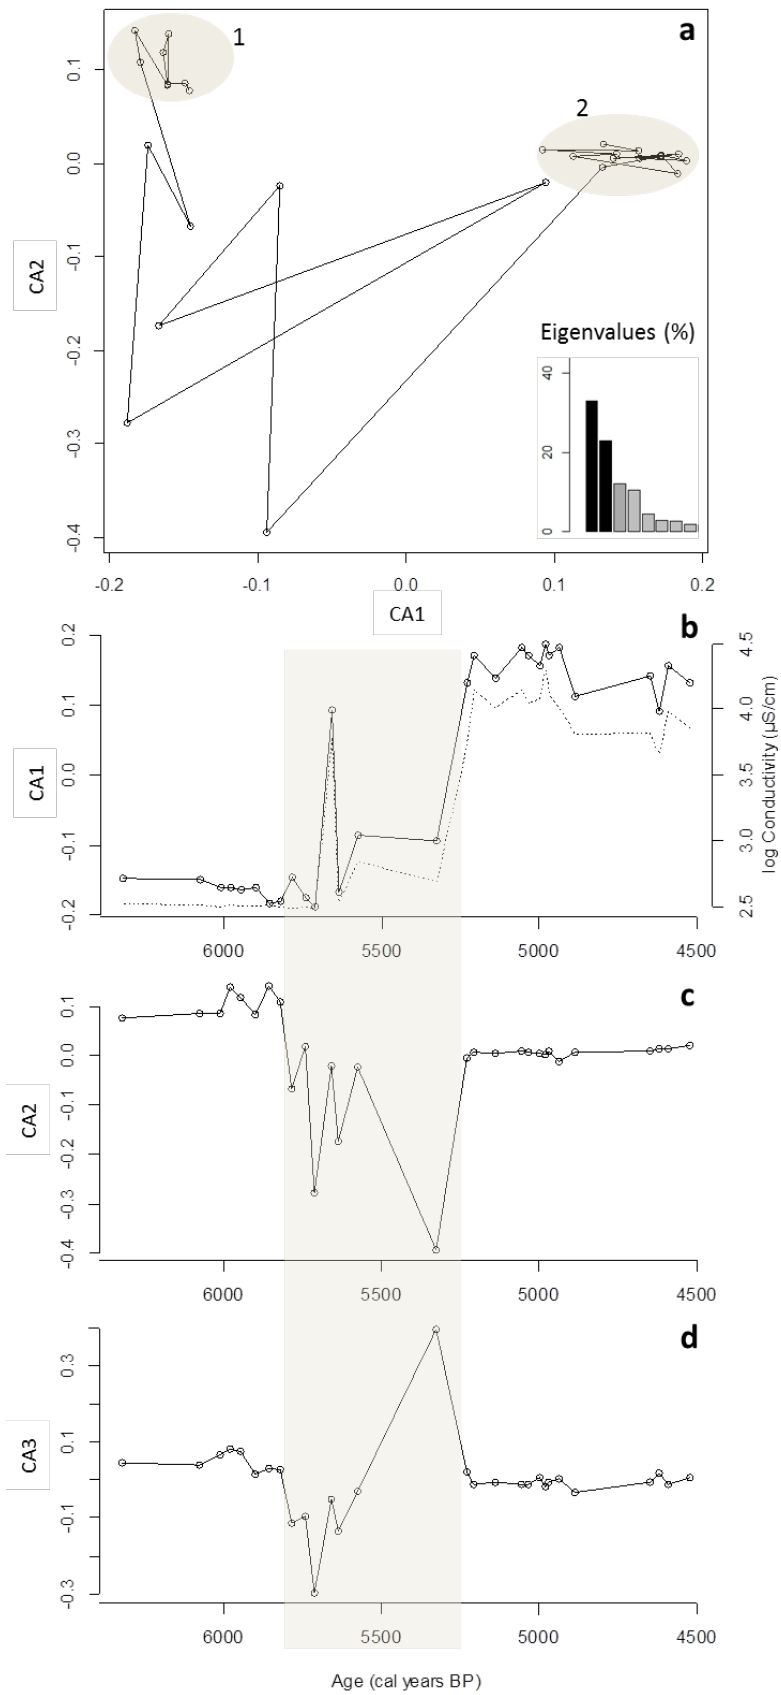 a
1
2
0.1
0.0
-0.1
-0.2
-0.3
-0.4
CA2
Eigenvalues (%)
40
20
0
-0.2 -0.1 0.0 0.1 0.2
CA1
b
0.2
0.1
0.0
-0.1
-0.2
CA1
4.5
4.0
3.5
3.0
2.5
log Conductivity (µS/cm)
6000 5500 5000 4500
c
0.1
0.0
-0.1
-0.2
-0.3
-0.4
CA2
6000 5500 5000 4500
d
0.3
0.1
-0.1
-0.3
CA3
6000 5500 5000 4500
Age (cal years BP)